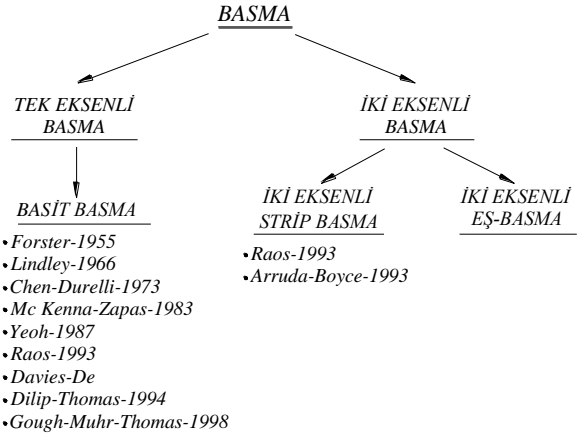 BASMA
TEK EKSENLİ
BASMA
İKİ EKSENLİ
BASMA
BASİT BASMA
•Forster-1955
•Lindley-1966
•Chen-Durelli-1973
•Mc Kenna-Zapas-1983
•Yeoh-1987
•Raos-1993
•Davies-De
•Dilip-Thomas-1994
•Gough-Muhr-Thomas-1998
İKİ EKSENLİ
STRİP BASMA
•Raos-1993
•Arruda-Boyce-1993
İKİ EKSENLİ
EŞ-BASMA